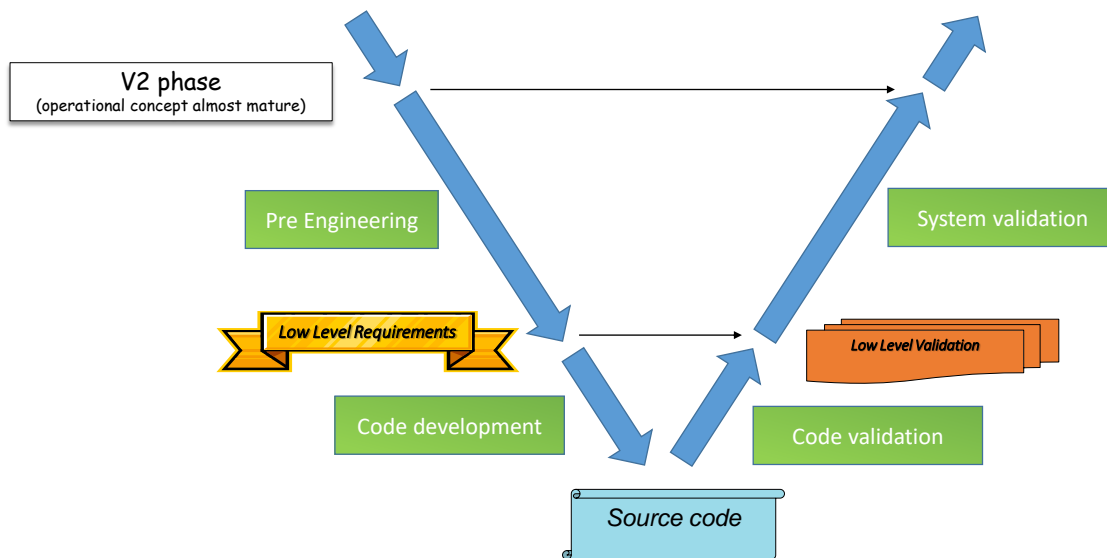 V2 phase
(operational concept almost mature)
Pre Engineering
System validation
Low Level Requirements
Low Level Validation
Code development
Code validation
Source code